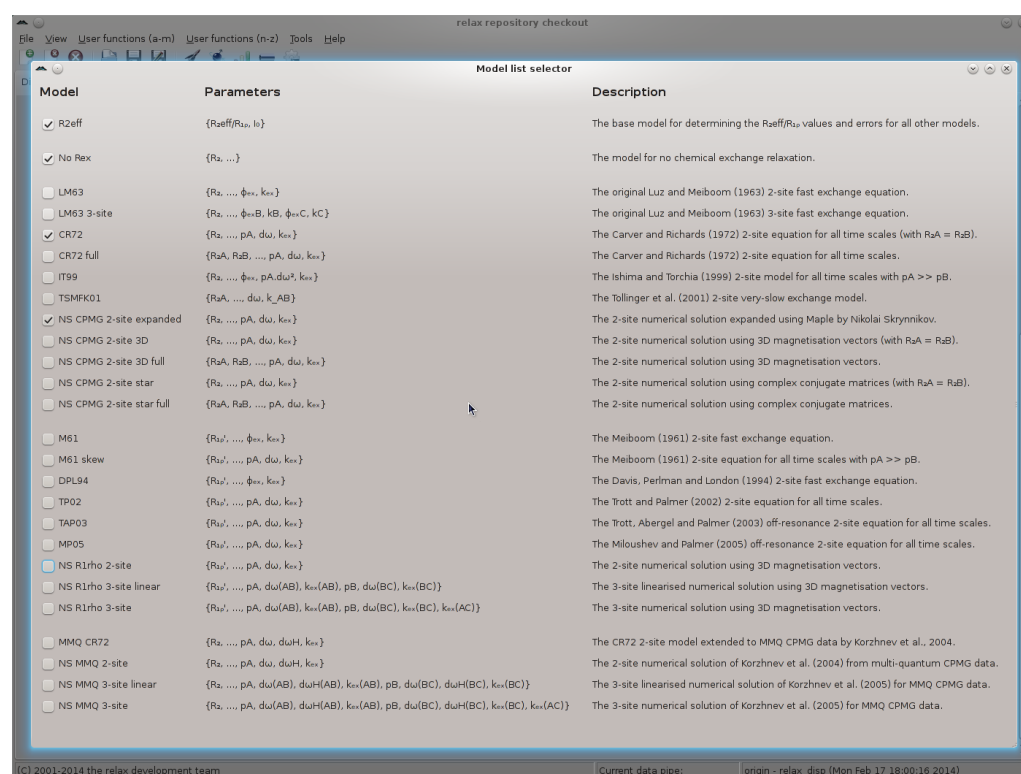 relax repository checkout
File View User functions (a-m) User functions (n-z) Tools Help
Model list selector
Model Parameters Description
R2eff {R₂eff/R₁ᵨ, I₀} The base model for determining the R₂eff/R₁ᵨ values and errors for all other models.
No Rex {R₂, ...} The model for no chemical exchange relaxation.
LM63 {R₂, ..., ϕₑₓ, kₑₓ} The original Luz and Meiboom (1963) 2-site fast exchange equation.
LM63 3-site {R₂, ..., ϕₑₓB, kB, ϕₑₓC, kC} The original Luz and Meiboom (1963) 3-site fast exchange equation.
CR72 {R₂, ..., pA, dω, kₑₓ} The Carver and Richards (1972) 2-site equation for all time scales (with R₂A = R₂B).
CR72 full {R₂A, R₂B, ..., pA, dω, kₑₓ} The Carver and Richards (1972) 2-site equation for all time scales.
IT99 {R₂, ..., ϕₑₓ, pA.dω², kₑₓ} The Ishima and Torchia (1999) 2-site model for all time scales with pA >> pB.
TSMFK01 {R₂A, ..., dω, k_AB} The Tollinger et al. (2001) 2-site very-slow exchange model.
NS CPMG 2-site expanded {R₂, ..., pA, dω, kₑₓ} The 2-site numerical solution expanded using Maple by Nikolai Skrynnikov.
NS CPMG 2-site 3D {R₂, ..., pA, dω, kₑₓ} The 2-site numerical solution using 3D magnetisation vectors (with R₂A = R₂B).
NS CPMG 2-site 3D full {R₂A, R₂B, ..., pA, dω, kₑₓ} The 2-site numerical solution using 3D magnetisation vectors.
NS CPMG 2-site star {R₂, ..., pA, dω, kₑₓ} The 2-site numerical solution using complex conjugate matrices (with R₂A = R₂B).
NS CPMG 2-site star full {R₂A, R₂B, ..., pA, dω, kₑₓ} The 2-site numerical solution using complex conjugate matrices.
M61 {R₁ᵨ', ..., ϕₑₓ, kₑₓ} The Meiboom (1961) 2-site fast exchange equation.
M61 skew {R₁ᵨ', ..., pA, dω, kₑₓ} The Meiboom (1961) 2-site equation for all time scales with pA >> pB.
DPL94 {R₁ᵨ', ..., ϕₑₓ, kₑₓ} The Davis, Perlman and London (1994) 2-site fast exchange equation.
TP02 {R₁ᵨ', ..., pA, dω, kₑₓ} The Trott and Palmer (2002) 2-site equation for all time scales.
TAP03 {R₁ᵨ', ..., pA, dω, kₑₓ} The Trott, Abergel and Palmer (2003) off-resonance 2-site equation for all time scales.
MP05 {R₁ᵨ', ..., pA, dω, kₑₓ} The Miloushev and Palmer (2005) off-resonance 2-site equation for all time scales.
NS R1rho 2-site {R₁ᵨ', ..., pA, dω, kₑₓ} The 2-site numerical solution using 3D magnetisation vectors.
NS R1rho 3-site linear {R₁ᵨ', ..., pA, dω(AB), kₑₓ(AB), pB, dω(BC), kₑₓ(BC)} The 3-site linearised numerical solution using 3D magnetisation vectors.
NS R1rho 3-site {R₁ᵨ', ..., pA, dω(AB), kₑₓ(AB), pB, dω(BC), kₑₓ(BC), kₑₓ(AC)} The 3-site numerical solution using 3D magnetisation vectors.
MMQ CR72 {R₂, ..., pA, dω, dωH, kₑₓ} The CR72 2-site model extended to MMQ CPMG data by Korzhnev et al., 2004.
NS MMQ 2-site {R₂, ..., pA, dω, dωH, kₑₓ} The 2-site numerical solution of Korzhnev et al. (2004) from multi-quantum CPMG data.
NS MMQ 3-site linear {R₂, ..., pA, dω(AB), dωH(AB), kₑₓ(AB), pB, dω(BC), dωH(BC), kₑₓ(BC)} The 3-site linearised numerical solution of Korzhnev et al. (2005) for MMQ CPMG data.
NS MMQ 3-site {R₂, ..., pA, dω(AB), dωH(AB), kₑₓ(AB), pB, dω(BC), dωH(BC), kₑₓ(BC), kₑₓ(AC)} The 3-site numerical solution of Korzhnev et al. (2005) for MMQ CPMG data.
(C) 2001-2014 the relax development team Current data pipe: origin - relax_disp (Mon Feb 17 18:00:16 2014)